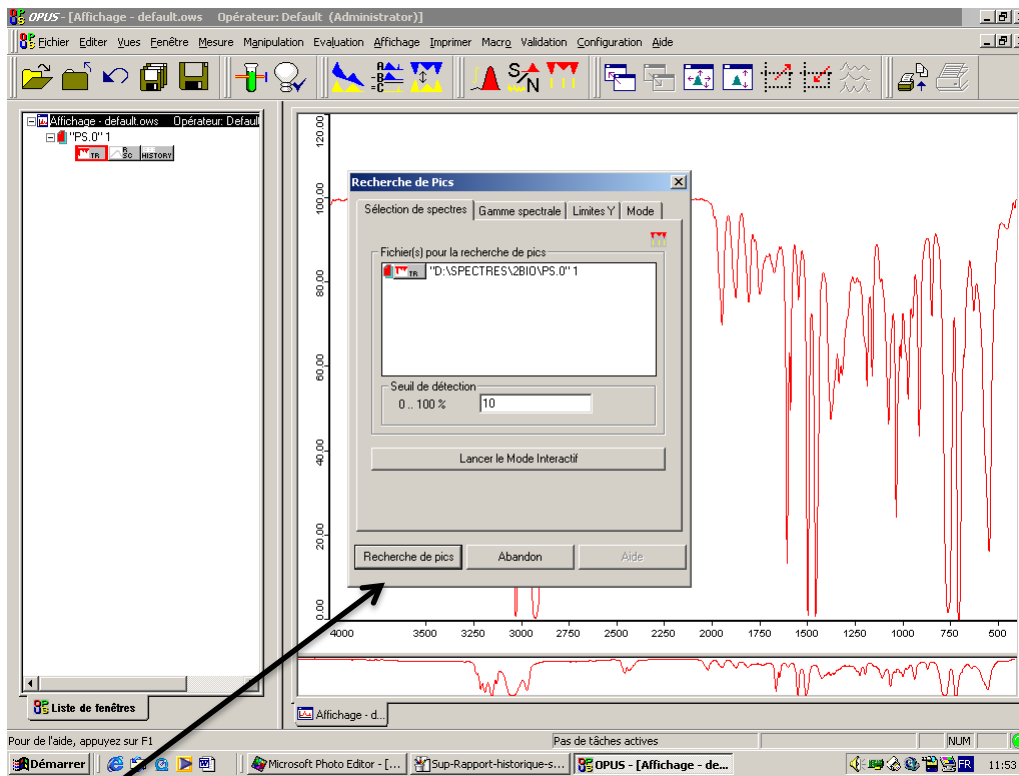 OPUS - [Affichage - default.ows Opérateur: Default (Administrator)]
Fichier Editer Vues Fenêtre Mesure Manipulation Evaluation Affichage Imprimer Macro Validation Configuration Aide
A B C
S/N
Affichage - default.ows Opérateur: Defaul
"PS.0" 1
TR R SC HISTORY
Recherche de Pics
Sélection de spectres Gamme spectrale Limites Y Mode
Fichier(s) pour la recherche de pics
TR "D:\SPECTRES\2BIO\PS.0" 1
Seuil de détection
0 .. 100 % 10
Lancer le Mode Interactif
Recherche de pics Abandon Aide
120.00
100.00
80.00
60.00
40.00
20.00
0.00
4000 3500 3250 3000 2750 2500 2250 2000 1750 1500 1250 1000 750 500
Liste de fenêtres
Affichage - d...
Pour de l'aide, appuyez sur F1 Pas de tâches actives NUM
Démarrer Microsoft Photo Editor - [... Sup-Rapport-historique-s... OPUS - [Affichage - de... FR 11:53